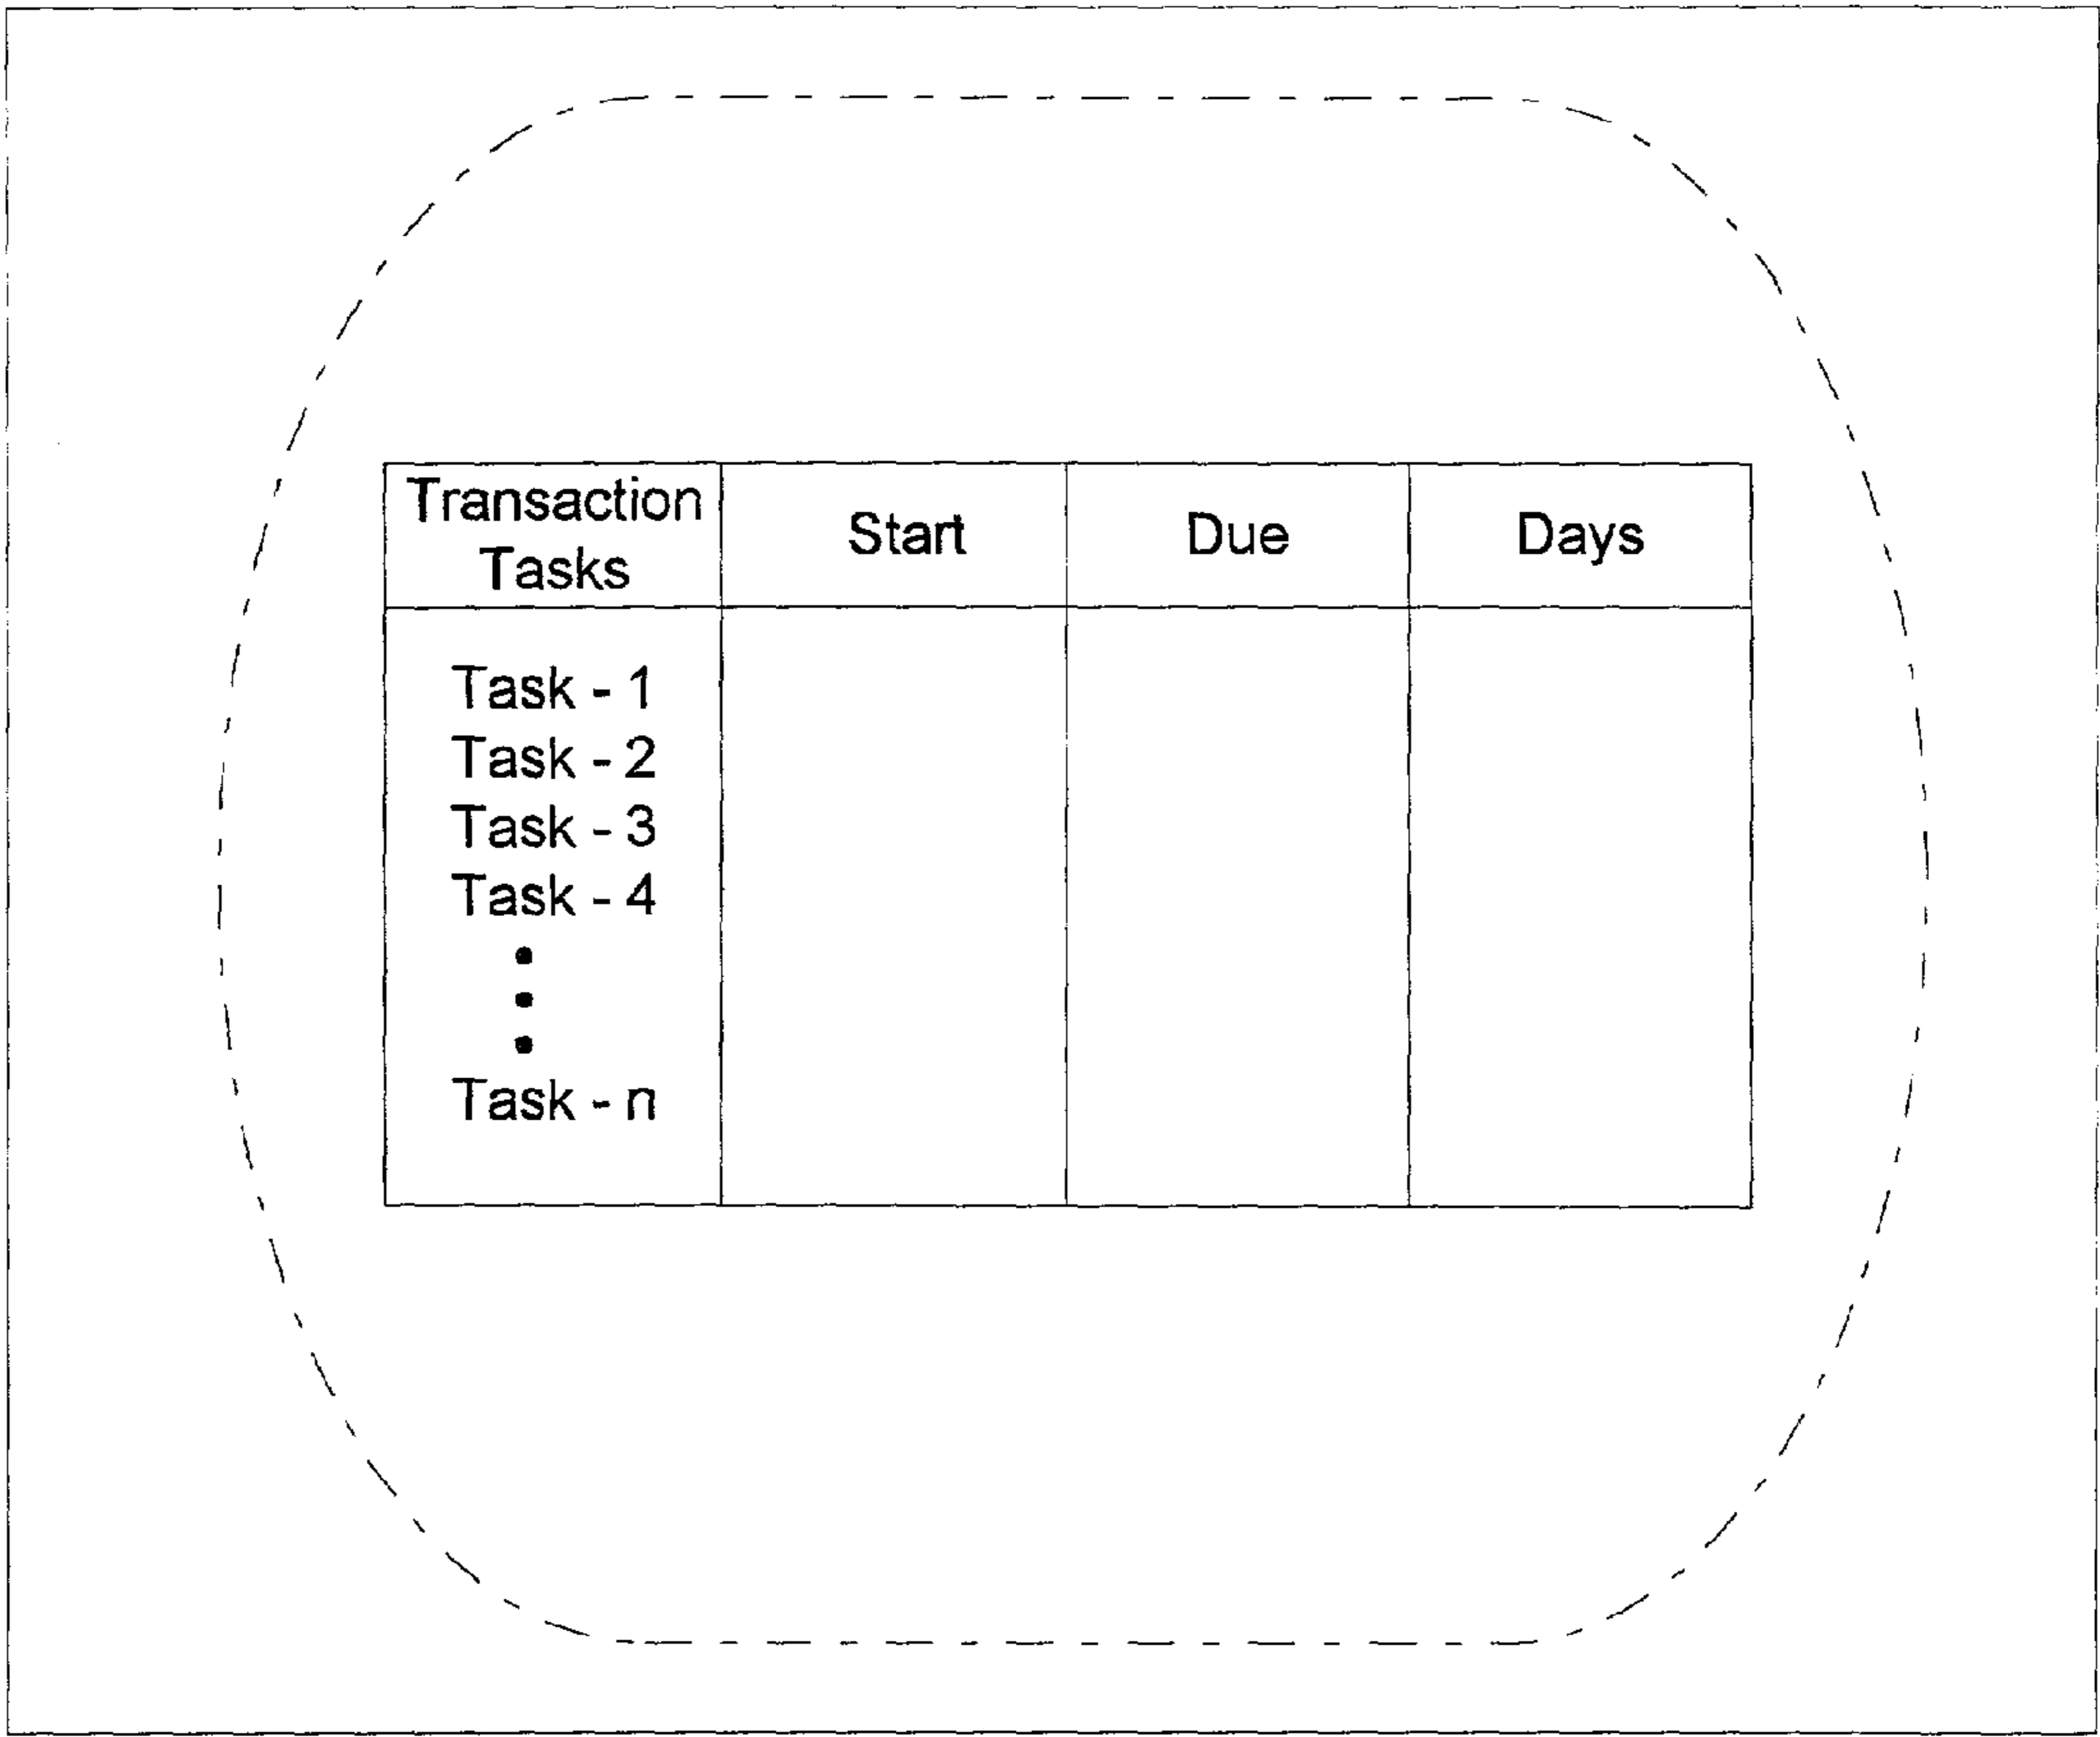 Transaction
Tasks
Start
Due
Days
Task - 1
Task - 2
Task - 3
Task - 4
•
•
•
Task - n